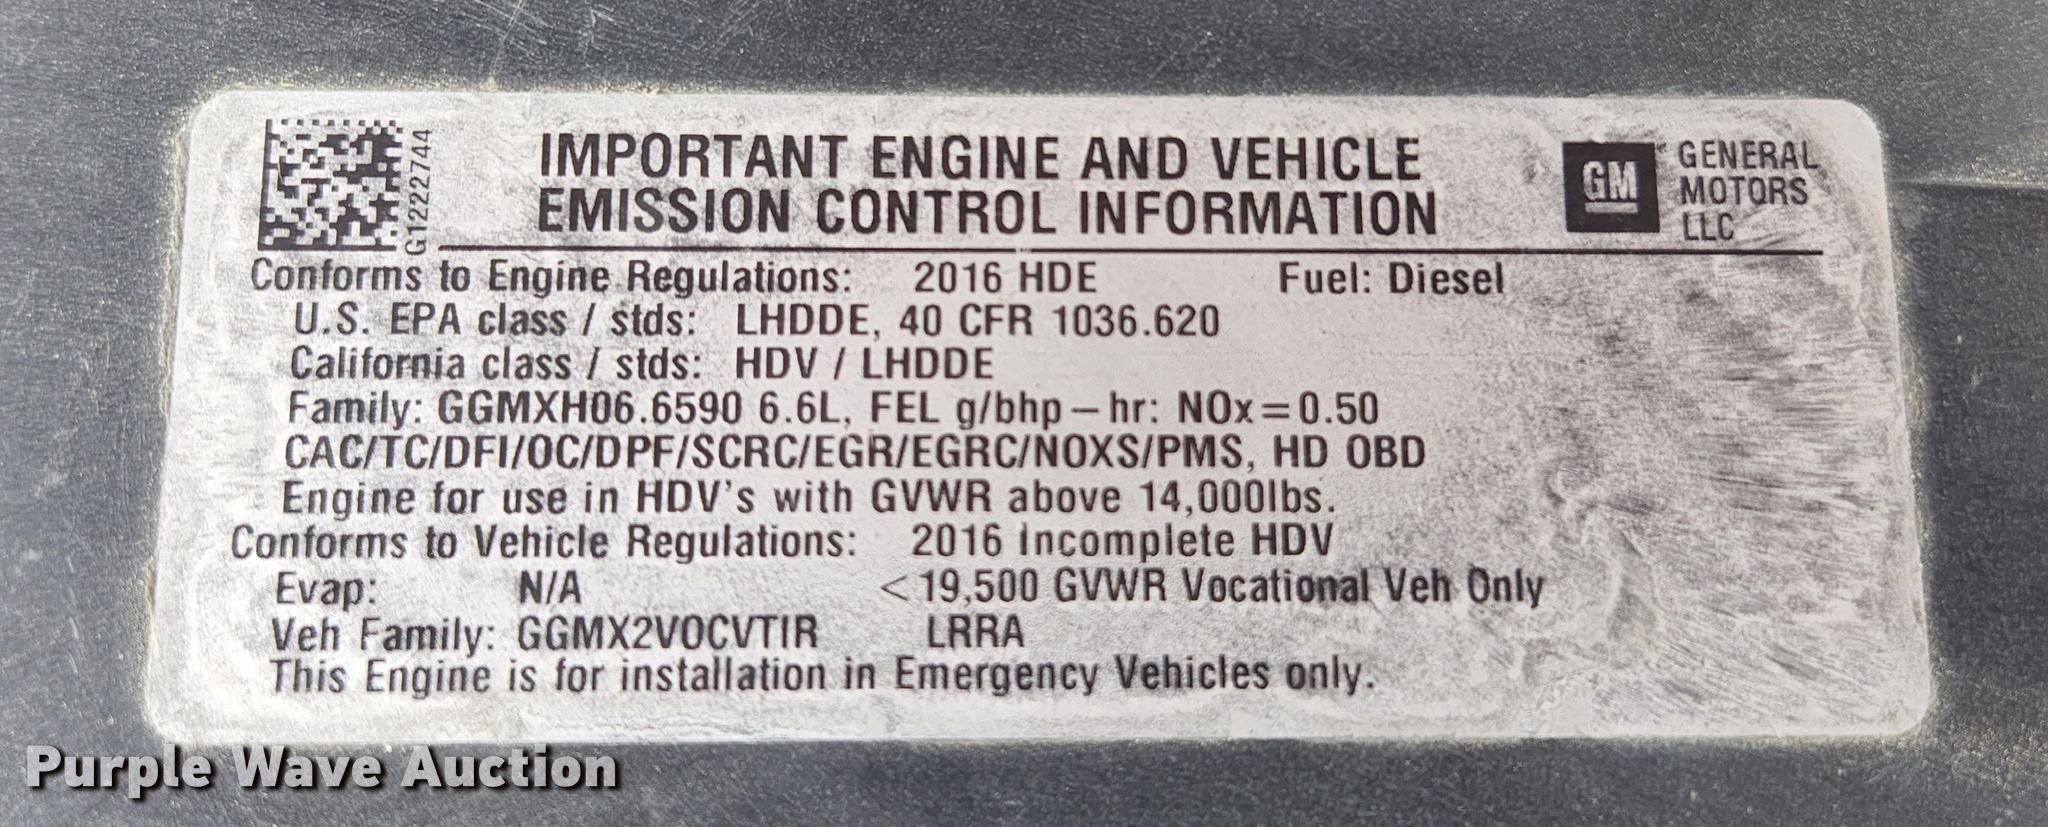 G1222744
IMPORTANT ENGINE AND VEHICLE
EMISSION CONTROL INFORMATION
GM
GENERAL
MOTORS
LLC
Conforms to Engine Regulations: 2016 HDE Fuel: Diesel
U.S. EPA class / stds: LHDDE, 40 CFR 1036.620
California class / stds: HDV / LHDDE
Family: GGMXH06.6590 6.6L, FEL g/bhp-hr: NOx=0.50
CAC/TC/DFI/OC/DPF/SCRC/EGR/EGRC/NOXS/PMS, HD OBD
Engine for use in HDV's with GVWR above 14,000lbs.
Conforms to Vehicle Regulations: 2016 Incomplete HDV
Evap: N/A <19,500 GVWR Vocational Veh Only
Veh Family: GGMX2VOCVTIR LRRA
This Engine is for installation in Emergency Vehicles only.
Purple Wave Auction